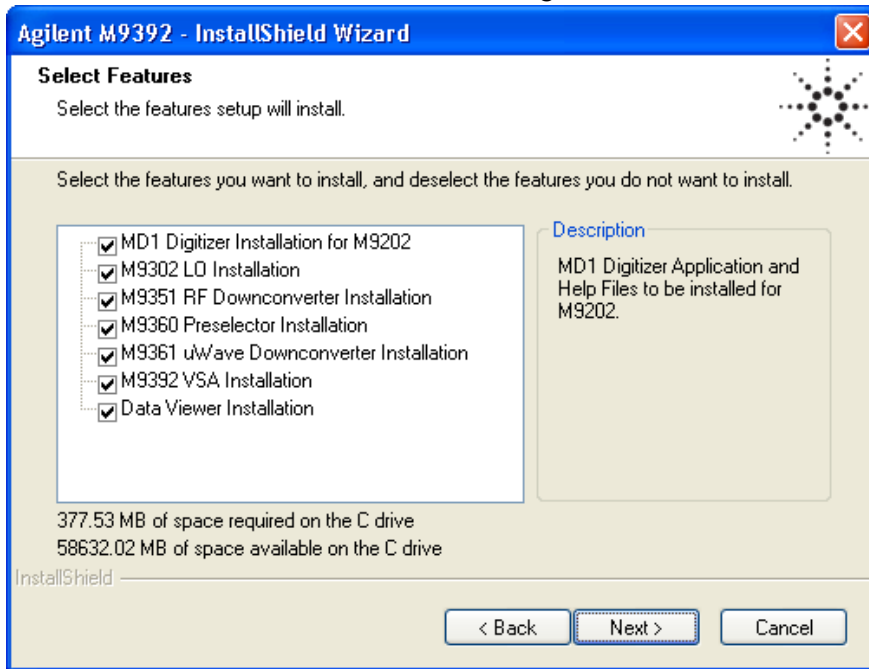 Agilent M9392 - InstallShield Wizard
Select Features
Select the features setup will install.
Select the features you want to install, and deselect the features you do not want to install.
MD1 Digitizer Installation for M9202
M9302 LO Installation
M9351 RF Downconverter Installation
M9360 Preselector Installation
M9361 uWave Downconverter Installation
M9392 VSA Installation
Data Viewer Installation
Description
MD1 Digitizer Application and
Help Files to be installed for
M9202.
377.53 MB of space required on the C drive
58632.02 MB of space available on the C drive
InstallShield
< Back
Next >
Cancel